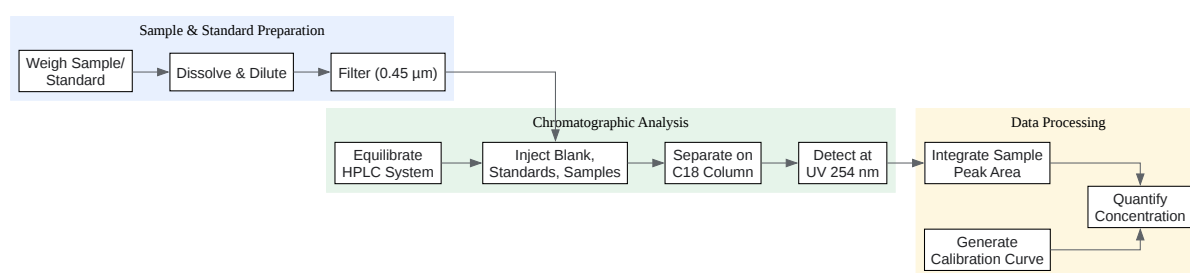 Sample & Standard Preparation
Weigh Sample/
Standard
Dissolve & Dilute
Filter (0.45 µm)
Chromatographic Analysis
Equilibrate
HPLC System
Inject Blank,
Standards, Samples
Separate on
C18 Column
Detect at
UV 254 nm
Data Processing
Integrate Sample
Peak Area
Quantify
Concentration
Generate
Calibration Curve